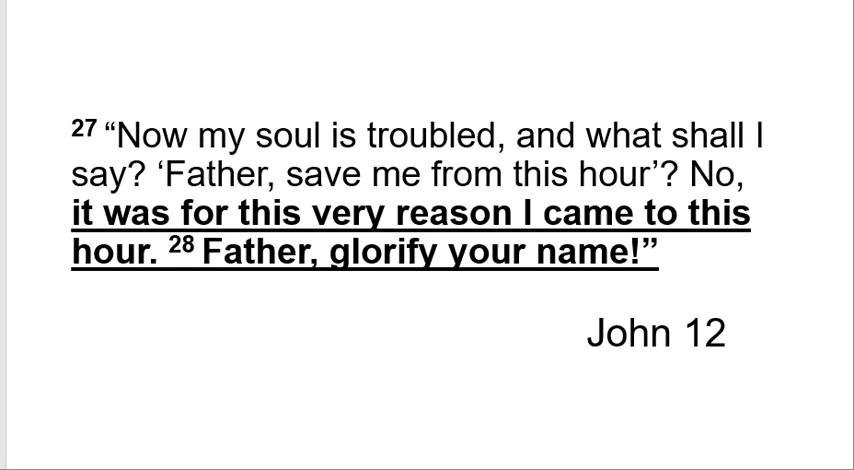 27 “Now my soul is troubled, and what shall I
say? ‘Father, save me from this hour’? No,
it was for this very reason I came to this
hour. 28 Father, glorify your name!”
John 12